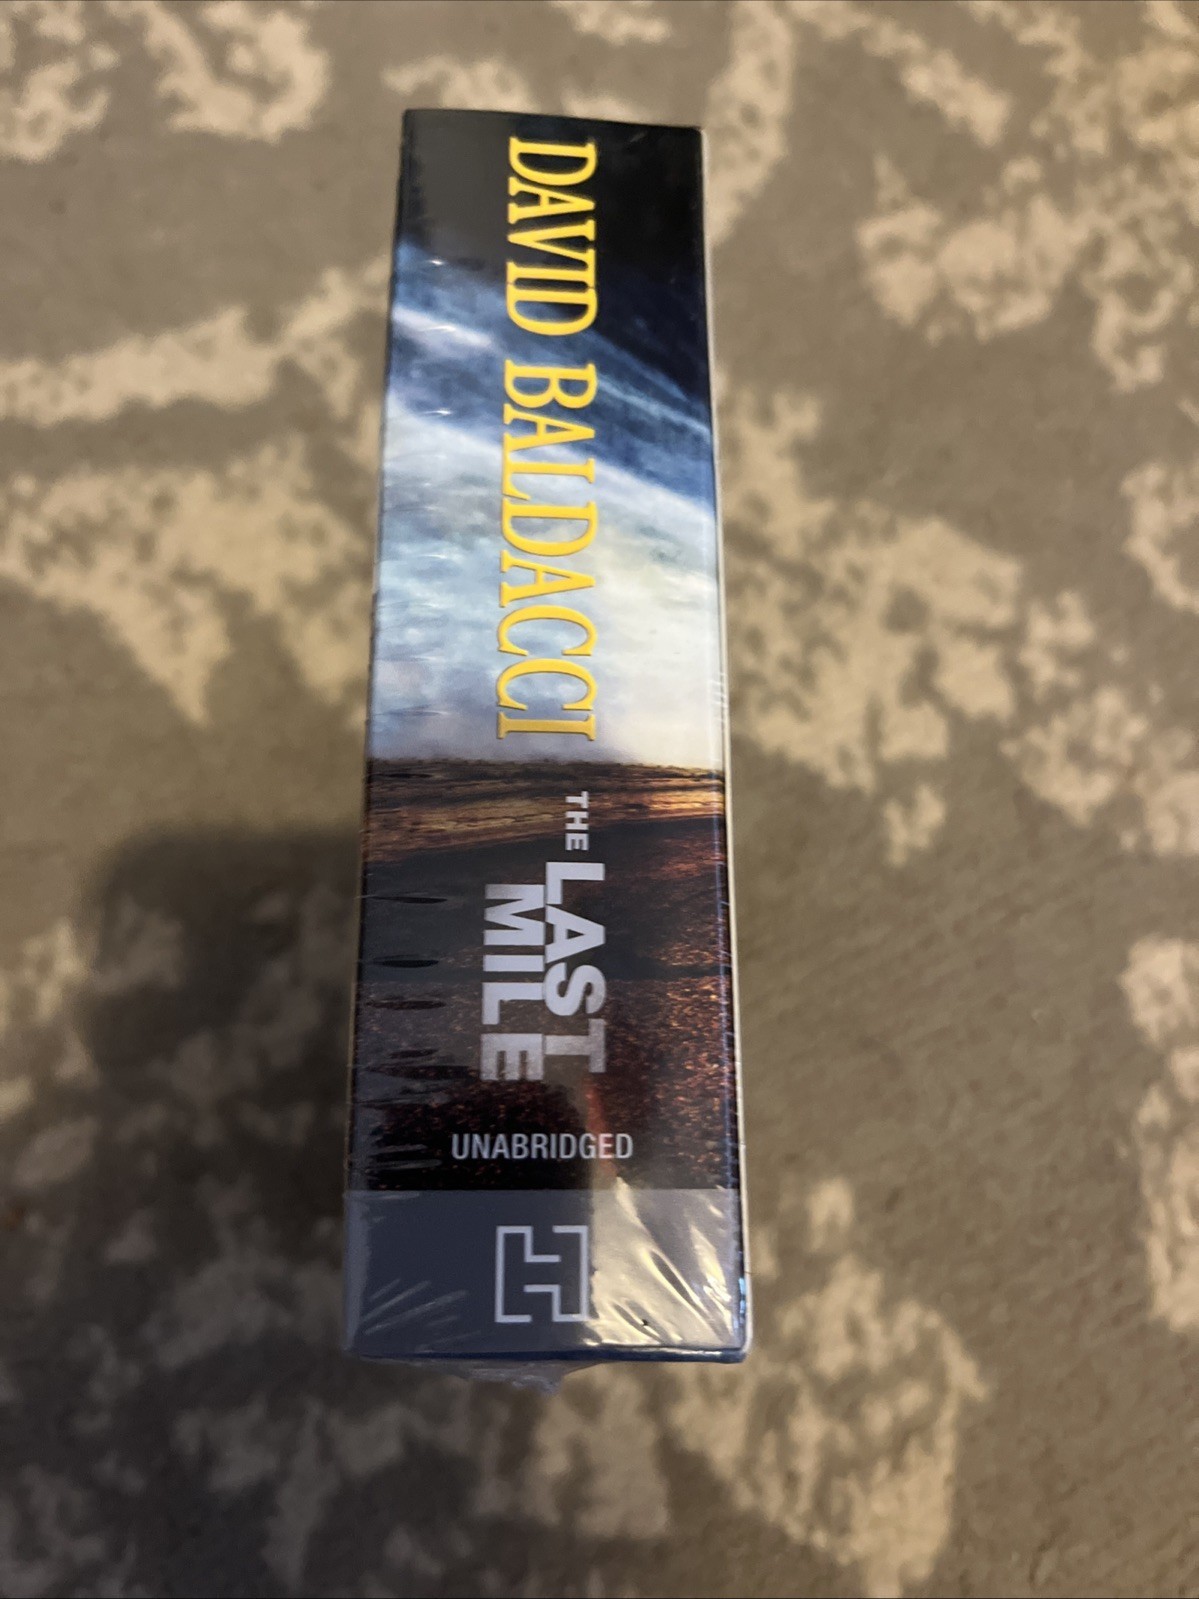 DAVID BALDACCI
THE
LAST
MILE
UNABRIDGED